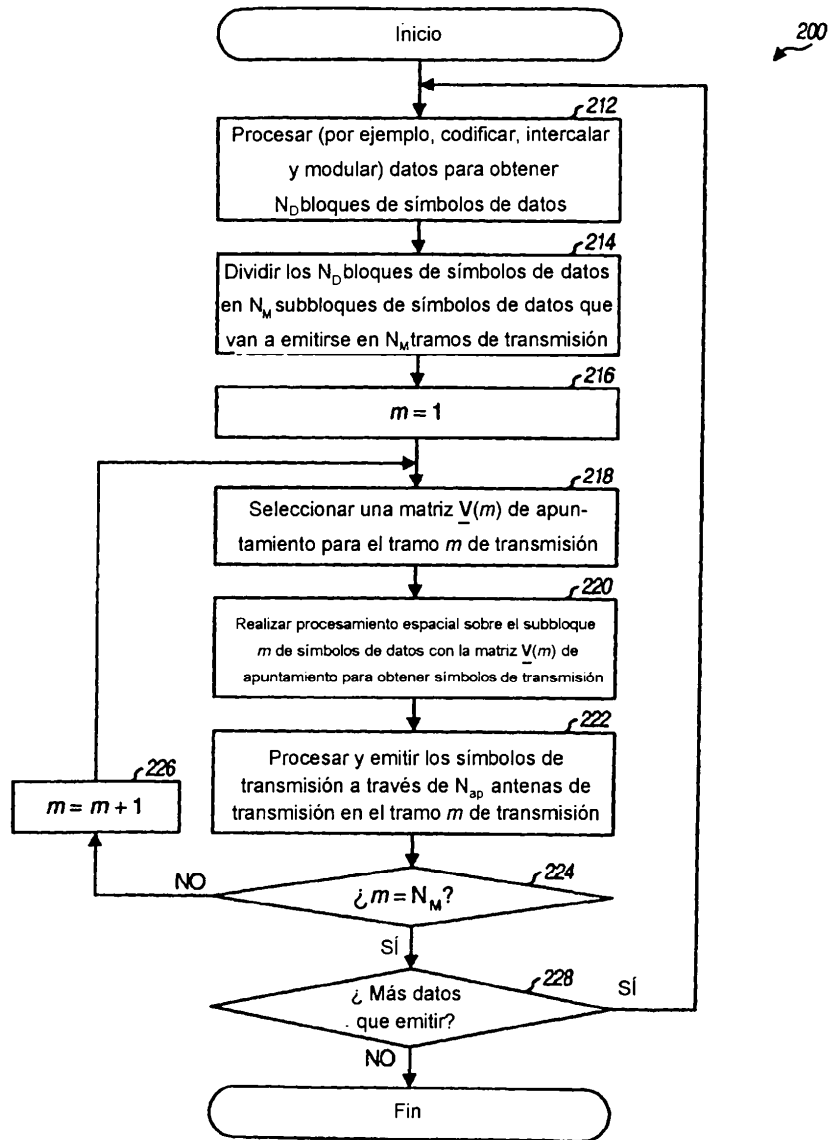 Inicio
200
212
Procesar (por ejemplo, codificar, intercalar
y modular) datos para obtener
N_D bloques de símbolos de datos
214
Dividir los N_D bloques de símbolos de datos
en N_M subbloques de símbolos de datos que
van a emitirse en N_M tramos de transmisión
216
m = 1
218
Seleccionar una matriz V(m) de apun-
tamiento para el tramo m de transmisión
220
Realizar procesamiento espacial sobre el subbloque
m de símbolos de datos con la matriz V(m) de
apuntamiento para obtener símbolos de transmisión
222
Procesar y emitir los símbolos de
transmisión a través de N_ap antenas de
transmisión en el tramo m de transmisión
226
m = m + 1
NO
224
¿m = N_M?
SÍ
228
¿ Más datos
que emitir?
SÍ
NO
Fin